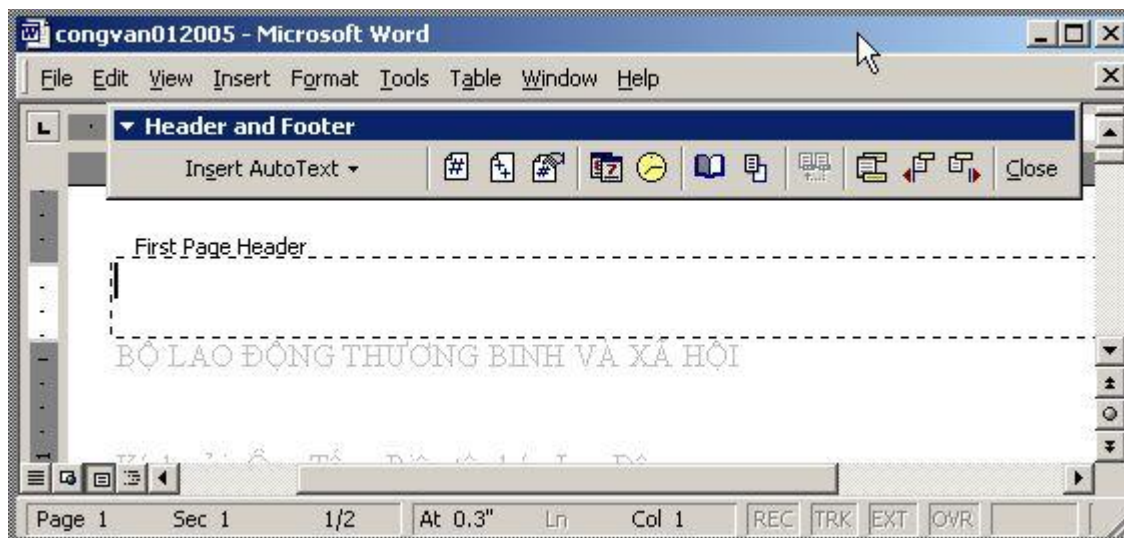 congvan012005 - Microsoft Word
File Edit View Insert Format Tools Table Window Help
L Header and Footer
Insert AutoText Close
First Page Header
BỘ LAO ĐỘNG THƯƠNG BINH VÀ XÃ HỘI
Page 1 Sec 1 1/2 At 0.3" Ln Col 1 REC TRK EXT OVR